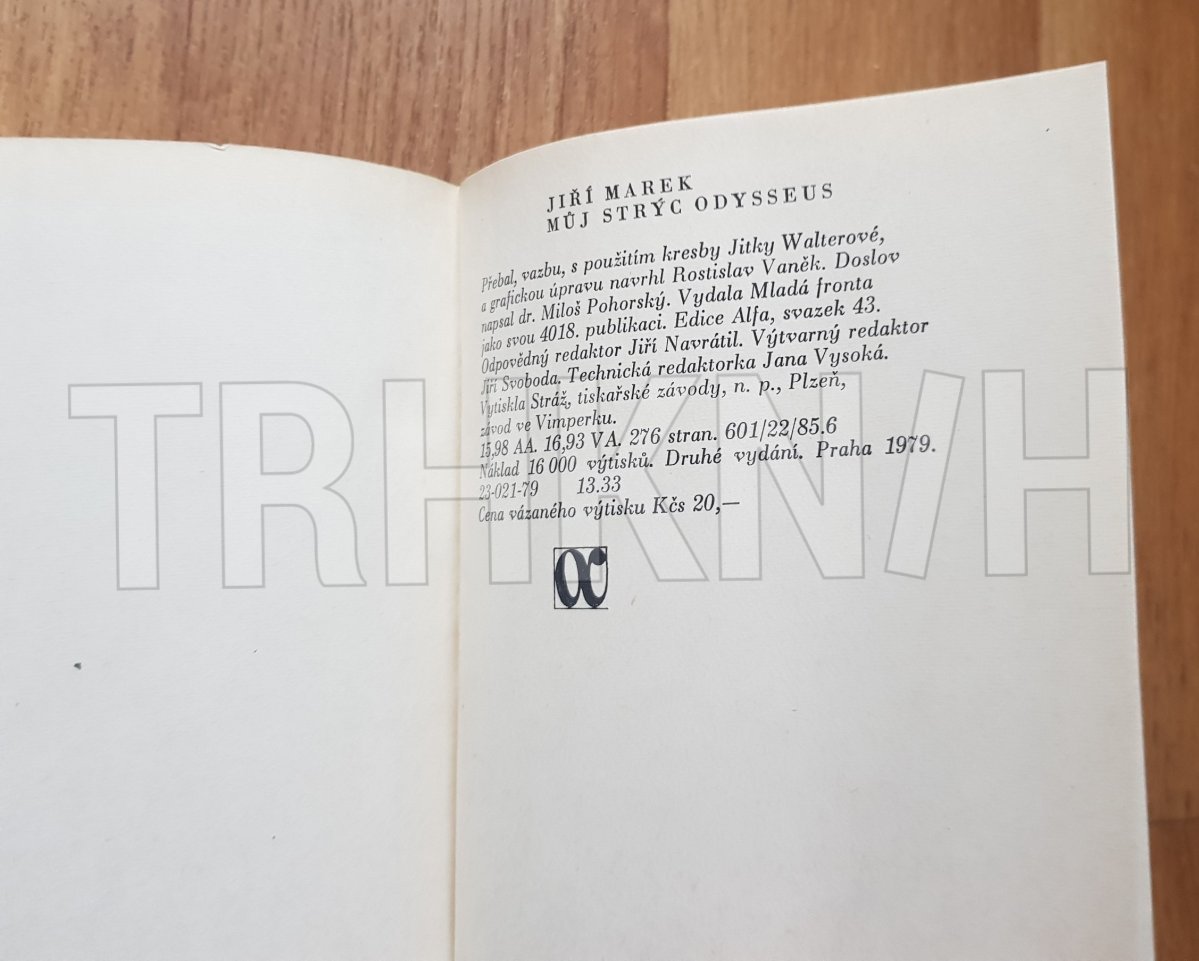 JIŘÍ MAREK
MŮJ STRÝC ODYSSEUS
Přebal, vazbu, s použitím kresby Jitky Walterové,
a grafickou úpravu navrhl Rostislav Vaněk. Doslov
napsal dr. Miloš Pohorský. Vydala Mladá fronta
jako svou 4018. publikaci. Edice Alfa, svazek 43.
Odpovědný redaktor Jiří Navrátil. Výtvarný redaktor
Jiří Svoboda. Technická redaktorka Jana Vysoká.
Vytiskla Stráž, tiskařské závody, n. p., Plzeň,
závod ve Vimperku.
15,98 AA. 16,93 VA. 276 stran. 601/22/85.6
Náklad 16 000 výtisků. Druhé vydání. Praha 1979.
23-021-79 13.33
Cena vázaného výtisku Kčs 20,—
TRHKN/H